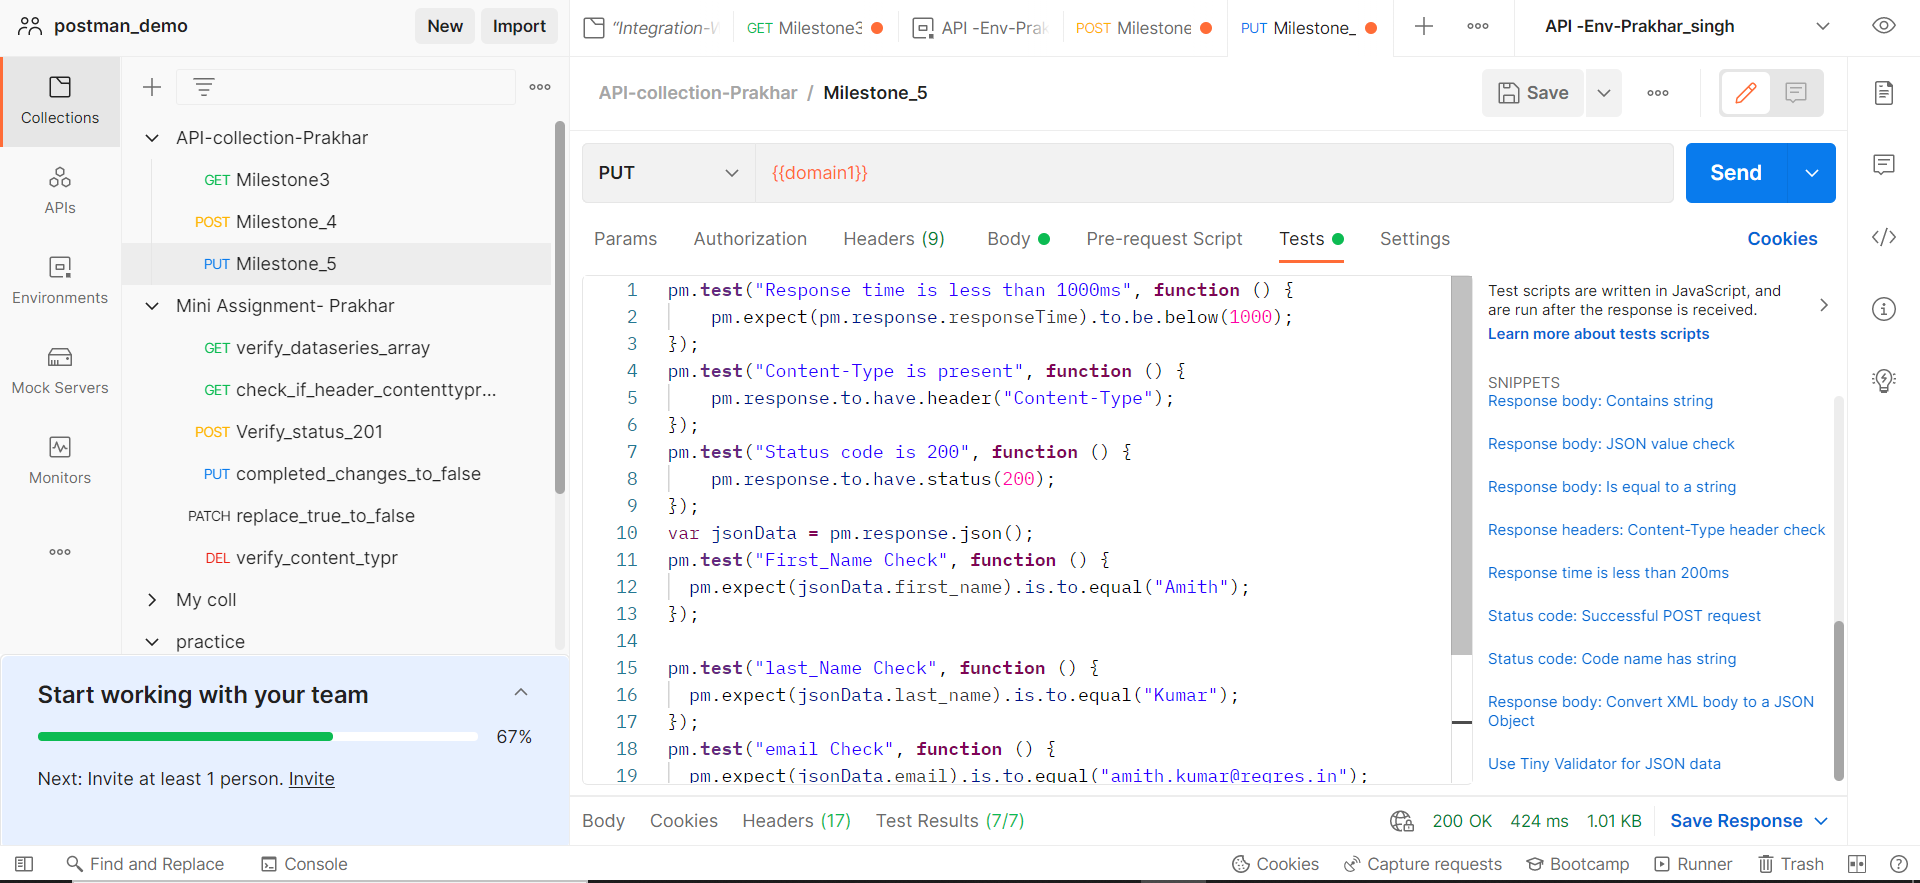 postman_demo
New
Import
"Integration-W
GET Milestone3
API -Env-Prakh
POST Milestone
PUT Milestone_
API -Env-Prakhar_singh
Collections
APIs
Environments
Mock Servers
Monitors
API-collection-Prakhar
GET Milestone3
POST Milestone_4
PUT Milestone_5
Mini Assignment- Prakhar
GET verify_dataseries_array
GET check_if_header_contenttypr...
POST Verify_status_201
PUT completed_changes_to_false
PATCH replace_true_to_false
DEL verify_content_typr
My coll
practice
Start working with your team
67%
Next: Invite at least 1 person. Invite
API-collection-Prakhar / Milestone_5
Save
PUT
{{domain1}}
Send
Params
Authorization
Headers (9)
Body
Pre-request Script
Tests
Settings
Cookies
1 pm.test("Response time is less than 1000ms", function () {
2 pm.expect(pm.response.responseTime).to.be.below(1000);
3 });
4 pm.test("Content-Type is present", function () {
5 pm.response.to.have.header("Content-Type");
6 });
7 pm.test("Status code is 200", function () {
8 pm.response.to.have.status(200);
9 });
10 var jsonData = pm.response.json();
11 pm.test("First_Name Check", function () {
12 pm.expect(jsonData.first_name).is.to.equal("Amith");
13 });
14
15 pm.test("last_Name Check", function () {
16 pm.expect(jsonData.last_name).is.to.equal("Kumar");
17 });
18 pm.test("email Check", function () {
19 pm.expect(jsonData.email).is.to.equal("amith.kumar@reqres.in");
Test scripts are written in JavaScript, and
are run after the response is received.
Learn more about tests scripts
SNIPPETS
Response body: Contains string
Response body: JSON value check
Response body: Is equal to a string
Response headers: Content-Type header check
Response time is less than 200ms
Status code: Successful POST request
Status code: Code name has string
Response body: Convert XML body to a JSON
Object
Use Tiny Validator for JSON data
Body
Cookies
Headers (17)
Test Results (7/7)
200 OK
424 ms
1.01 KB
Save Response
Find and Replace
Console
Cookies
Capture requests
Bootcamp
Runner
Trash